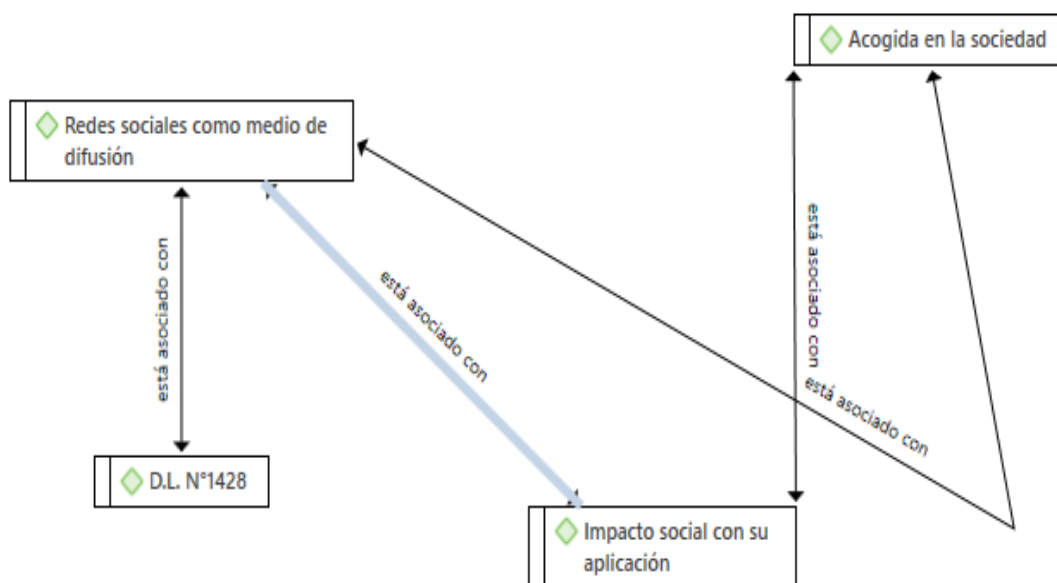 Acogida en la sociedad
Redes sociales como medio de
difusión
está asociado con
está asociado con
está asociado con
está asociado con
D.L. N°1428
Impacto social con su
aplicación